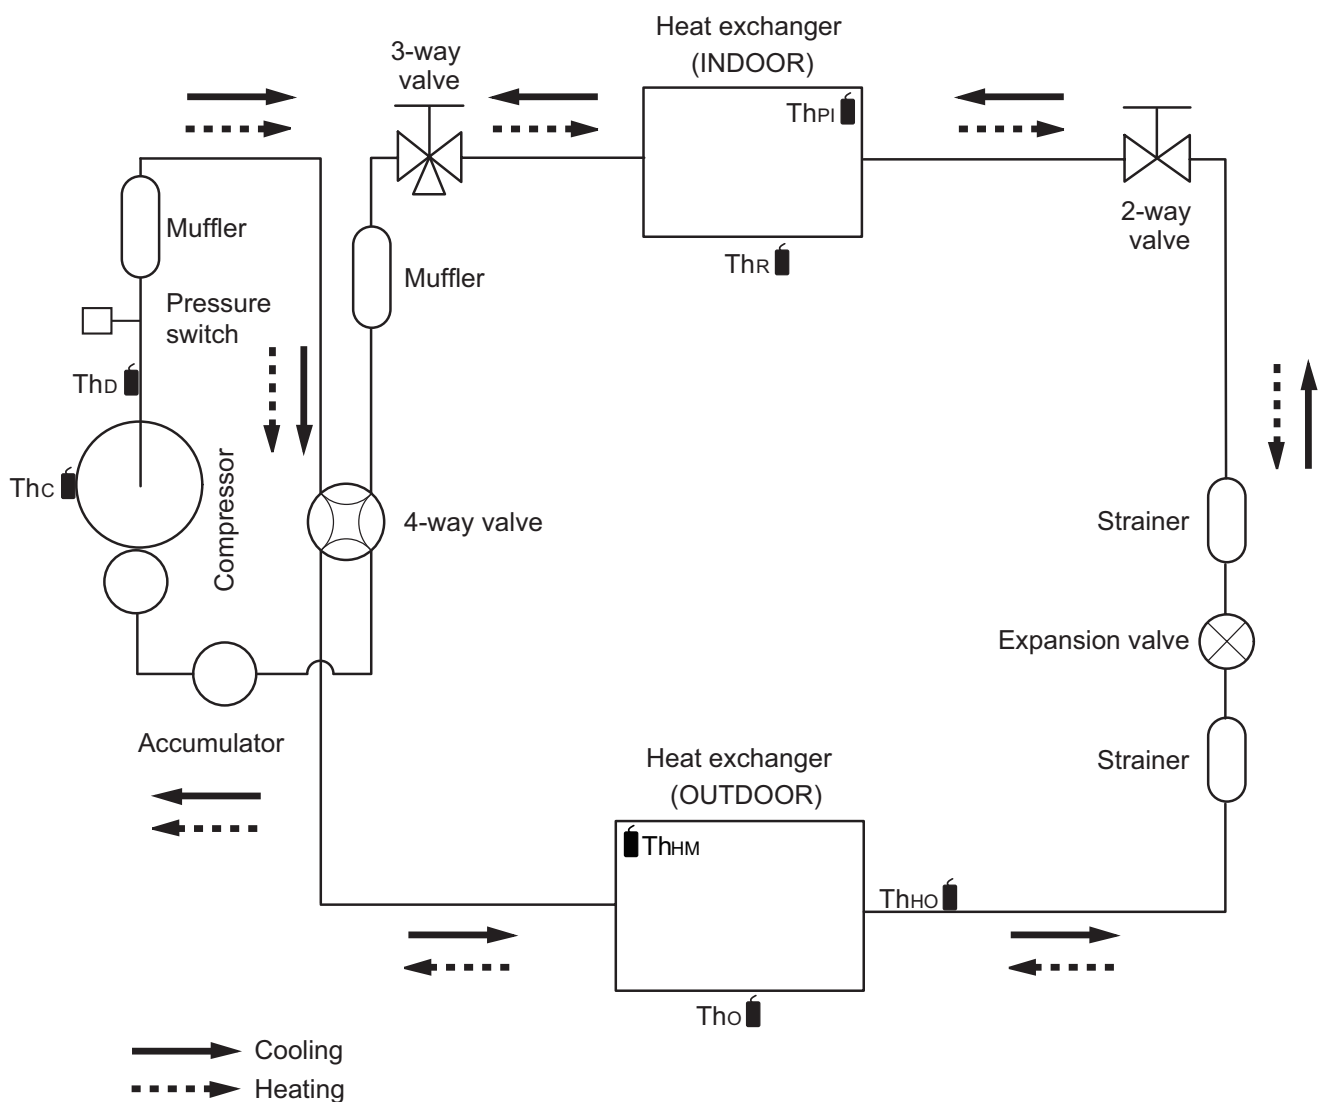 Heat exchanger
(INDOOR)
3-way
valve
ThPI
Muffler
2-way
valve
ThR
Muffler
Pressure
switch
ThD
Compressor
ThC
4-way valve
Strainer
Expansion valve
Accumulator
Heat exchanger
(OUTDOOR)
Strainer
ThHM
ThHO
ThO
Cooling
Heating